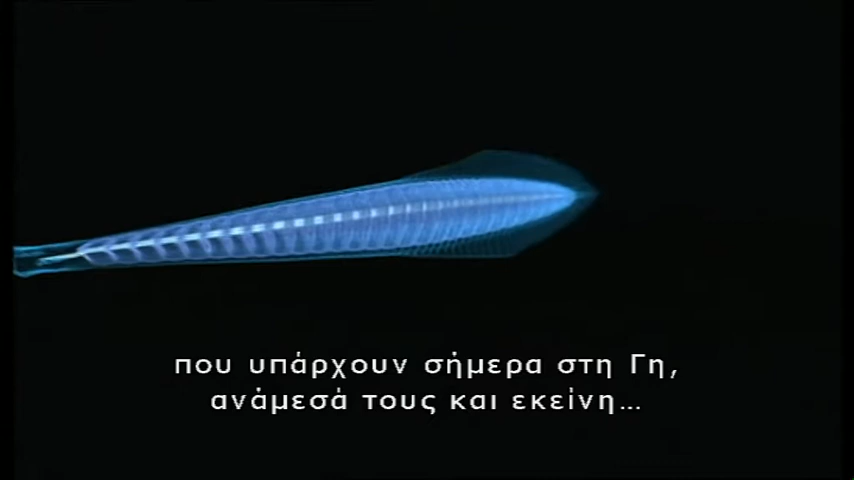 που υπάρχουν σήμερα στη Γη,
ανάμεσά τους και εκείνη...